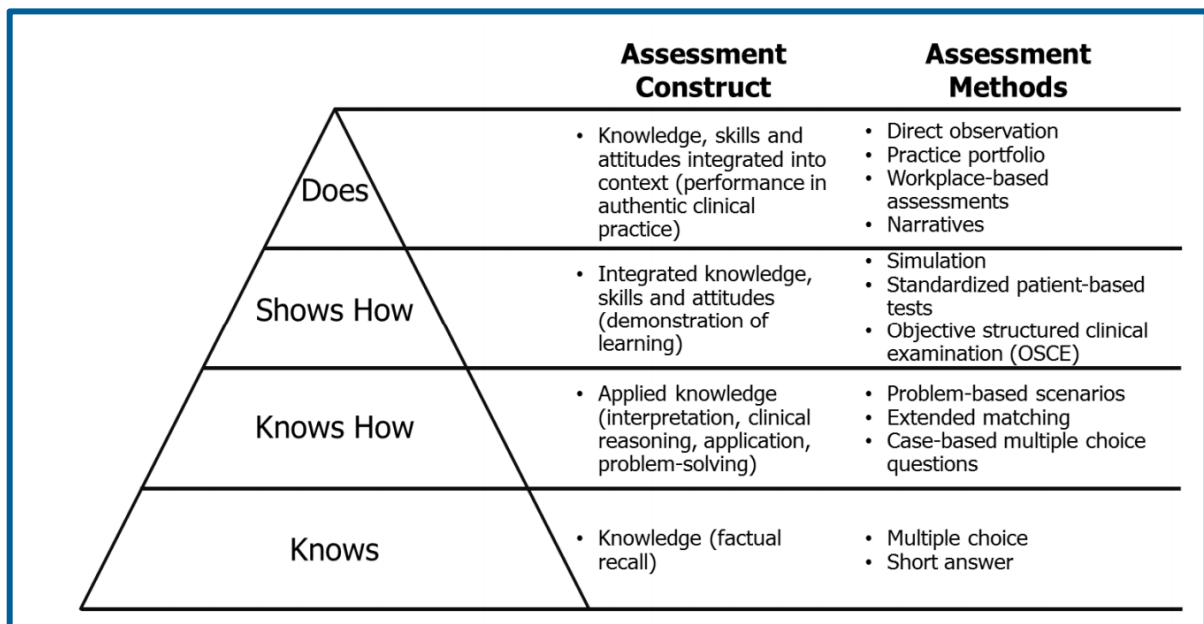 Assessment
Construct
Assessment
Methods
Does
• Knowledge, skills and
attitudes integrated into
context (performance in
authentic clinical
practice)
• Direct observation
• Practice portfolio
• Workplace-based
assessments
• Narratives
Shows How
• Integrated knowledge,
skills and attitudes
(demonstration of
learning)
• Simulation
• Standardized patient-based
tests
• Objective structured clinical
examination (OSCE)
Knows How
• Applied knowledge
(interpretation, clinical
reasoning, application,
problem-solving)
• Problem-based scenarios
• Extended matching
• Case-based multiple choice
questions
Knows
• Knowledge (factual
recall)
• Multiple choice
• Short answer